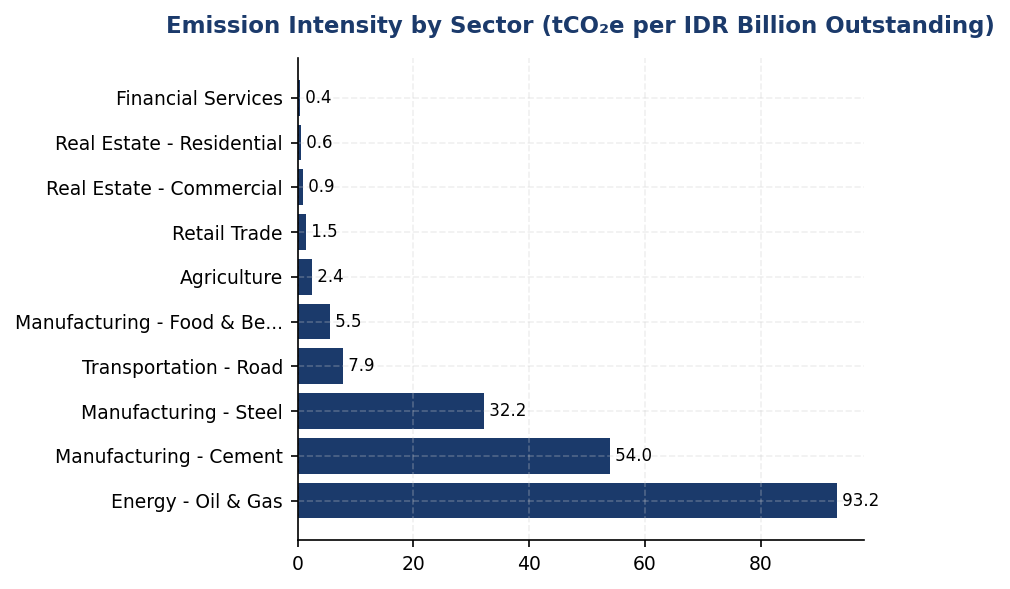 Emission Intensity by Sector (tCO₂e per IDR Billion Outstanding)
Financial Services 0.4
Real Estate - Residential 0.6
Real Estate - Commercial 0.9
Retail Trade 1.5
Agriculture 2.4
Manufacturing - Food & Be... 5.5
Transportation - Road 7.9
Manufacturing - Steel 32.2
Manufacturing - Cement 54.0
Energy - Oil & Gas 93.2
0 20 40 60 80